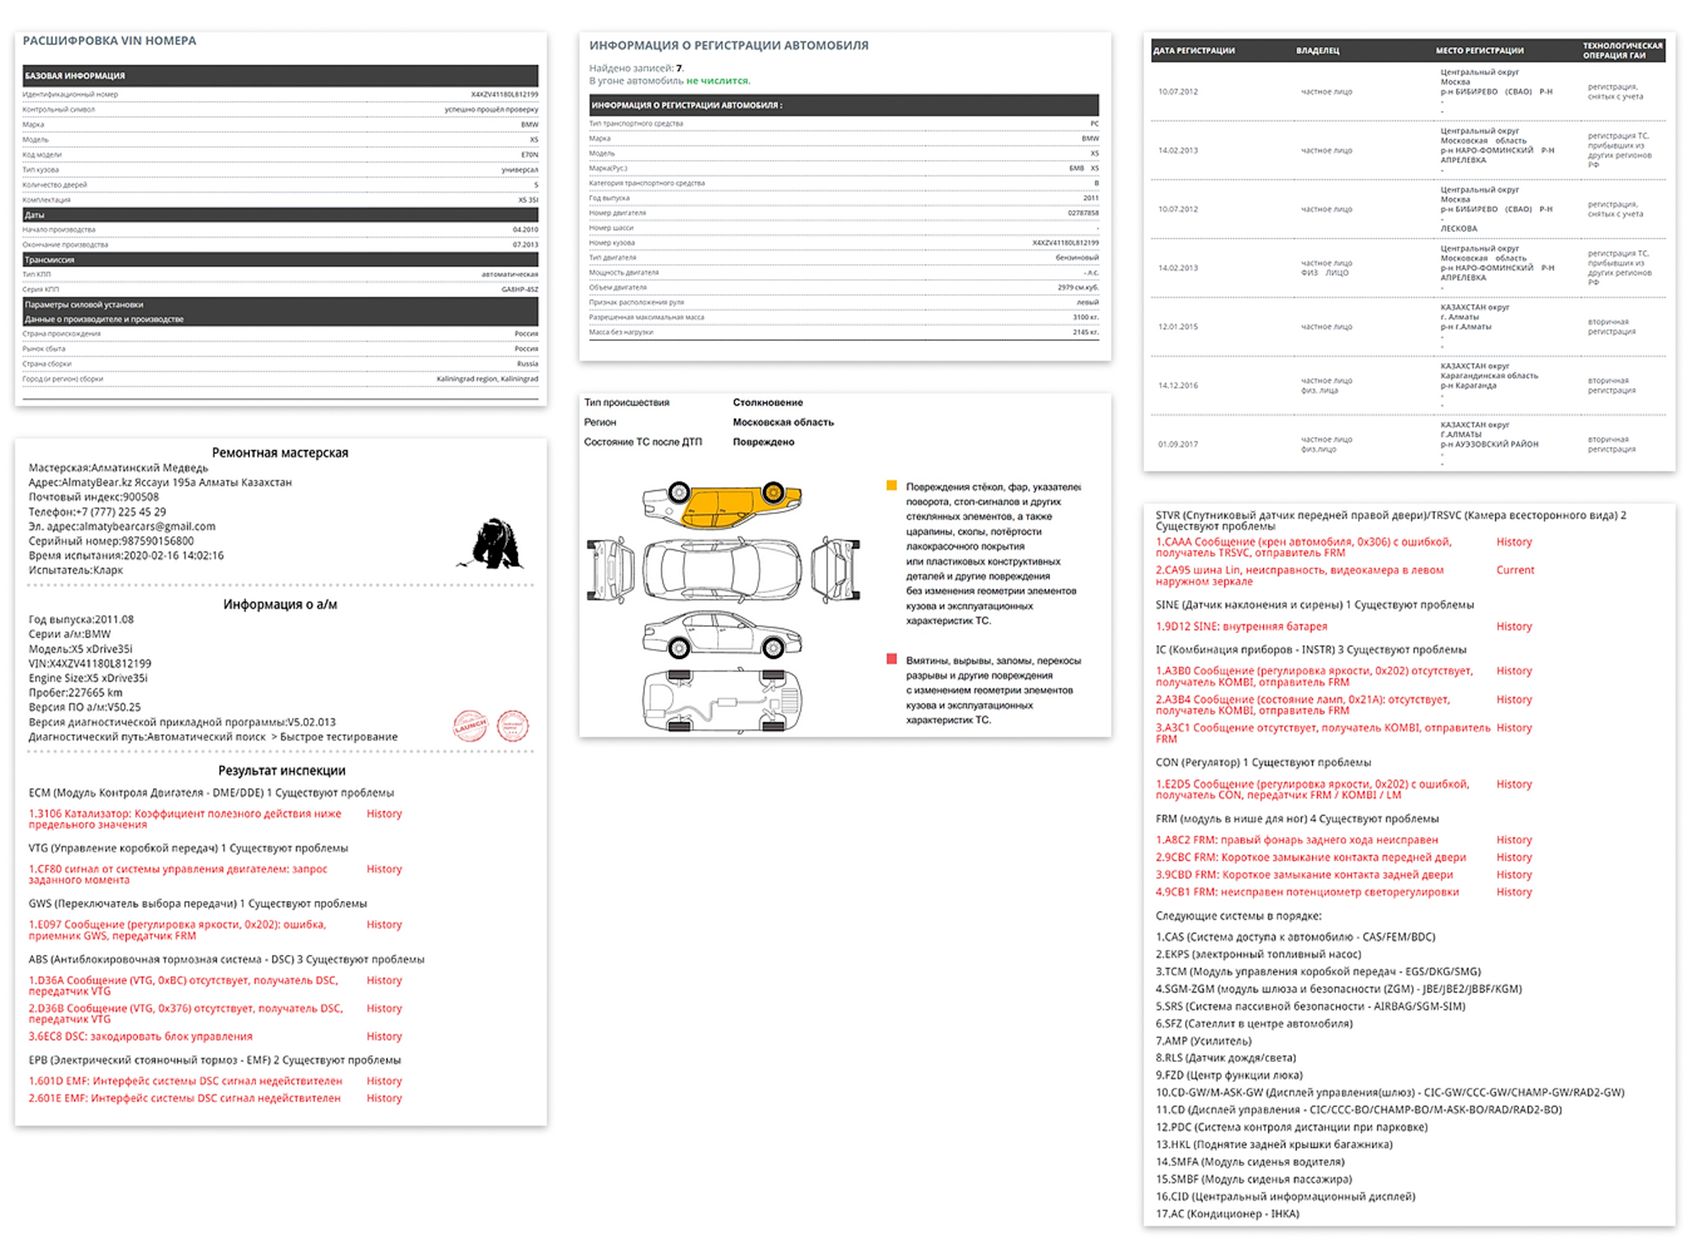 РАСШИФРОВКА VIN НОМЕРА
БАЗОВАЯ ИНФОРМАЦИЯ
Идентификационный номер X4XZV41180L812199
Контрольный символ успешно прошёл проверку
Марка BMW
Модель X5
Код модели E70N
Тип кузова универсал
Количество дверей 5
Комплектация X5 35I
Даты
Начало производства 04.2010
Окончание производства 07.2013
Трансмиссия
Тип КПП автоматическая
Серия КПП GA8HP-45Z
Параметры силовой установки
Данные о производителе и производстве
Страна происхождения Россия
Рынок сбыта Россия
Страна сборки Russia
Город(и регион) сборки Kaliningrad region, Kaliningrad
Ремонтная мастерская
Мастерская:Алматинский Медведь
Адрес:AlmatyBear.kz Яссауи 195а Алматы Казахстан
Почтовый индекс:900508
Телефон:+7 (777) 225 45 29
Эл. адрес:almatybearcars@gmail.com
Серийный номер:987590156800
Время испытания:2020-02-16 14:02:16
Испытатель:Кларк
Информация о а/м
Год выпуска:2011.08
Серии а/м:BMW
Модель:X5 xDrive35i
VIN:X4XZV41180L812199
Engine Size:X5 xDrive35i
Пробег:227665 km
Версия ПО а/м:V50.25
Версия диагностической прикладной программы:V5.02.013
Диагностический путь:Автоматический поиск > Быстрое тестирование
LAUNCH
Результат инспекции
ECM (Модуль Контроля Двигателя - DME/DDE) 1 Существуют проблемы
1.3106 Катализатор: Коэффициент полезного действия ниже History
предельного значения
VTG (Управление коробкой передач) 1 Существуют проблемы
1.CF80 сигнал от системы управления двигателем: запрос History
заданного момента
GWS (Переключатель выбора передачи) 1 Существуют проблемы
1.E097 Сообщение (регулировка яркости, 0x202): ошибка, History
приемник GWS, передатчик FRM
ABS (Антиблокировочная тормозная система - DSC) 3 Существуют проблемы
1.D36A Сообщение (VTG, 0xBC) отсутствует, получатель DSC, History
передатчик VTG
2.D36B Сообщение (VTG, 0x376) отсутствует, получатель DSC, History
передатчик VTG
3.6EC8 DSC: закодировать блок управления History
EPB (Электрический стояночный тормоз - EMF) 2 Существуют проблемы
1.601D EMF: Интерфейс системы DSC сигнал недействителен History
2.601E EMF: Интерфейс системы DSC сигнал недействителен History
ИНФОРМАЦИЯ О РЕГИСТРАЦИИ АВТОМОБИЛЯ
Найдено записей: 7.
В угоне автомобиль не числится.
ИНФОРМАЦИЯ О РЕГИСТРАЦИИ АВТОМОБИЛЯ :
Тип транспортного средства PC
Марка BMW
Модель X5
Марка(Рус.) БМВ X5
Категория транспортного средства B
Год выпуска 2011
Номер двигателя 02787858
Номер шасси -
Номер кузова X4XZV41180L812199
Тип двигателя бензиновый
Мощность двигателя - л.с.
Объем двигателя 2979 см.куб.
Признак расположения руля левый
Разрешенная максимальная масса 3100 кг.
Масса без нагрузки 2145 кг.
Тип происшествия Столкновение
Регион Московская область
Состояние ТС после ДТП Повреждено
Повреждения стёкол, фар, указателей
поворота, стоп-сигналов и других
стеклянных элементов, а также
царапины, сколы, потёртости
лакокрасочного покрытия
или пластиковых конструктивных
деталей и другие повреждения
без изменения геометрии элементов
кузова и эксплуатационных
характеристик ТС.
Вмятины, вырывы, заломы, перекосы
разрывы и другие повреждения
с изменением геометрии элементов
кузова и эксплуатационных
характеристик ТС.
ДАТА РЕГИСТРАЦИИ ВЛАДЕЛЕЦ МЕСТО РЕГИСТРАЦИИ ТЕХНОЛОГИЧЕСКАЯ
ОПЕРАЦИЯ ГАИ
Центральный округ
Москва
10.07.2012 частное лицо р-н БИБИРЕВО (СВАО) Р-Н регистрация,
- снятых с учета
-
Центральный округ
Московская область регистрация ТС,
14.02.2013 частное лицо р-н НАРО-ФОМИНСКИЙ Р-Н прибывших из
АПРЕЛЕВКА других регионов
- РФ
Центральный округ
Москва
10.07.2012 частное лицо р-н БИБИРЕВО (СВАО) Р-Н регистрация,
- снятых с учета
ЛЕСКОВА
Центральный округ
Московская область регистрация ТС,
14.02.2013 частное лицо р-н НАРО-ФОМИНСКИЙ Р-Н прибывших из
ФИЗ ЛИЦО АПРЕЛЕВКА других регионов
- РФ
КАЗАХСТАН округ
г. Алматы
12.01.2015 частное лицо р-н г.Алматы вторичная
- регистрация
-
КАЗАХСТАН округ
Карагандинская область
14.12.2016 частное лицо р-н Караганда вторичная
физ. лица - регистрация
-
КАЗАХСТАН округ
Г.АЛМАТЫ
01.09.2017 частное лицо р-н АУЭЗОВСКИЙ РАЙОН вторичная
физ.лицо - регистрация
-
STVR (Спутниковый датчик передней правой двери)/TRSVC (Камера всесторонного вида) 2
Существуют проблемы
1.CAAA Сообщение (крен автомобиля, 0x306) с ошибкой, History
получатель TRSVC, отправитель FRM
2.CA95 шина Lin, неисправность, видеокамера в левом Current
наружном зеркале
SINE (Датчик наклонения и сирены) 1 Существуют проблемы
1.9D12 SINE: внутренняя батарея History
IC (Комбинация приборов - INSTR) 3 Существуют проблемы
1.A3B0 Сообщение (регулировка яркости, 0x202) отсутствует, History
получатель KOMBI, отправитель FRM
2.A3B4 Сообщение (состояние ламп, 0x21A): отсутствует, History
получатель KOMBI, отправитель FRM
3.A3C1 Сообщение отсутствует, получатель KOMBI, отправитель History
FRM
CON (Регулятор) 1 Существуют проблемы
1.E2D5 Сообщение (регулировка яркости, 0x202) с ошибкой, History
получатель CON, передатчик FRM / KOMBI / LM
FRM (модуль в нише для ног) 4 Существуют проблемы
1.A8C2 FRM: правый фонарь заднего хода неисправен History
2.9CBC FRM: Короткое замыкание контакта передней двери History
3.9CBD FRM: Короткое замыкание контакта задней двери History
4.9CB1 FRM: неисправен потенциометр светорегулировки History
Следующие системы в порядке:
1.CAS (Система доступа к автомобилю - CAS/FEM/BDC)
2.EKPS (электронный топливный насос)
3.TCM (Модуль управления коробкой передач - EGS/DKG/SMG)
4.SGM-ZGM (модуль шлюза и безопасности (ZGM) - JBE/JBE2/JBBF/KGM)
5.SRS (Система пассивной безопасности - AIRBAG/SGM-SIM)
6.SFZ (Сателлит в центре автомобиля)
7.AMP (Усилитель)
8.RLS (Датчик дождя/света)
9.FZD (Центр функции люка)
10.CD-GW/M-ASK-GW (Дисплей управления(шлюз) - CIC-GW/CCC-GW/CHAMP-GW/RAD2-GW)
11.CD (Дисплей управления - CIC/CCC-BO/CHAMP-BO/M-ASK-BO/RAD/RAD2-BO)
12.PDC (Система контроля дистанции при парковке)
13.HKL (Поднятие задней крышки багажника)
14.SMFA (Модуль сиденья водителя)
15.SMBF (Модуль сиденья пассажира)
16.CID (Центральный информационный дисплей)
17.AC (Кондиционер - IHKA)